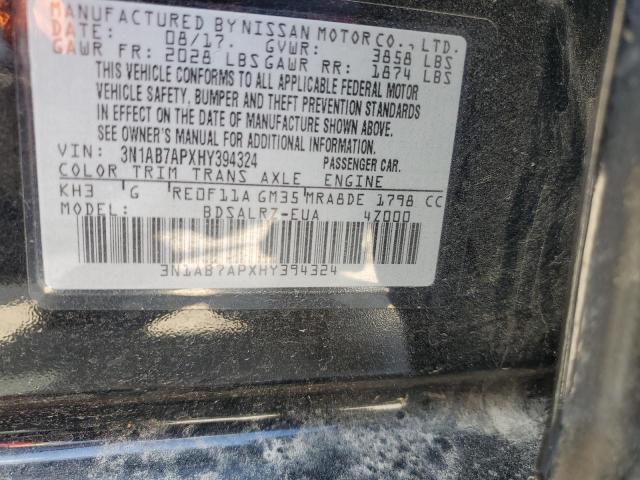 MANUFACTURED BY NISSAN MOTOR CO., LTD.
DATE: 08/17. GVWR: 3858 LBS
GAWR FR: 2028 LBS GAWR RR: 1874 LBS
THIS VEHICLE CONFORMS TO ALL APPLICABLE FEDERAL MOTOR
VEHICLE SAFETY, BUMPER AND THEFT PREVENTION STANDARDS
IN EFFECT ON THE DATE OF MANUFACTURE SHOWN ABOVE.
SEE OWNER'S MANUAL FOR ADDITIONAL INFORMATION.
VIN: 3N1AB7APXHY394324 PASSENGER CAR.
COLOR TRIM TRANS AXLE ENGINE
KH3 G RE0F11A GM35 MRA8DE 1798 CC
MODEL: BDSALRZ-EUA 4Z000
3N1AB7APXHY394324